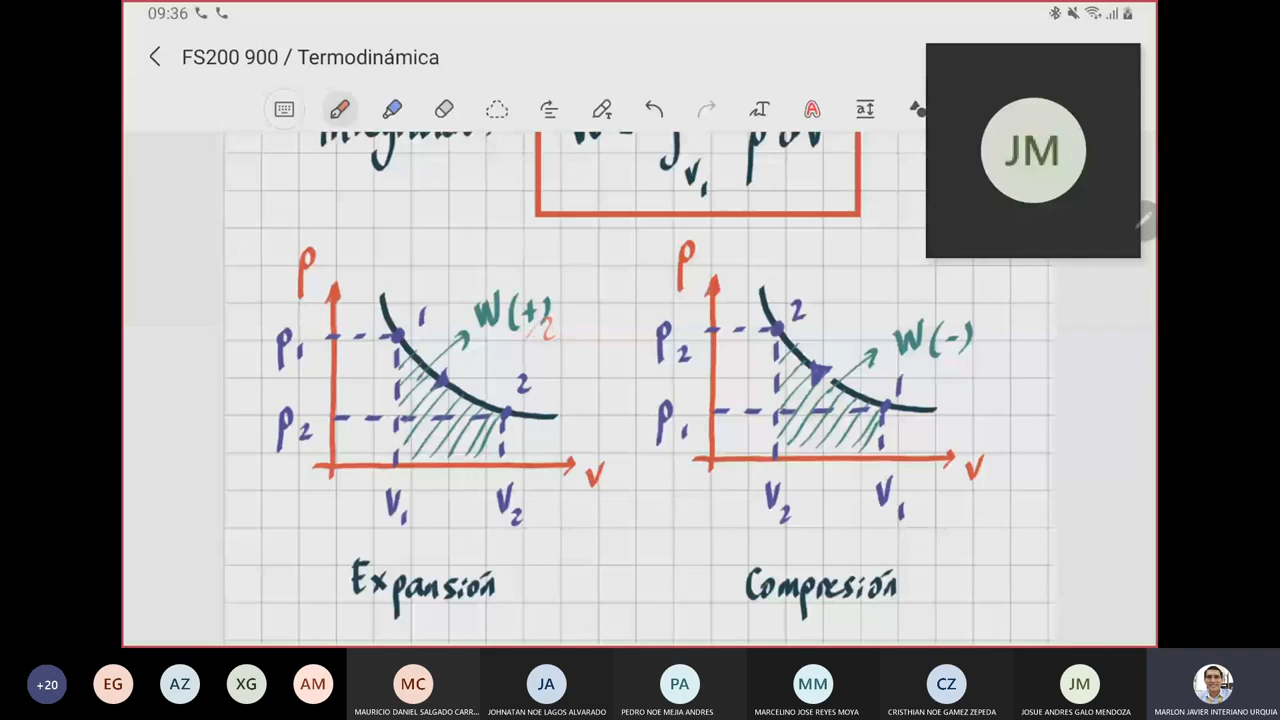 09:36
FS200 900 / Termodinámica
JM
V₁ p dV
p
p
W(+)
W(-)
1
2
p₁
p₂
2
1
p₂
p₁
V
V
V₁
V₂
V₂
V₁
Expansión
Compresión
+20
EG
AZ
XG
AM
MC
JA
PA
MM
CZ
JM
MAURICIO DANIEL SALGADO CARR...
JOHNATAN NOE LAGOS ALVARADO
PEDRO NOE MEJIA ANDRES
MARCELINO JOSE REYES MOYA
CRISTHIAN NOE GAMEZ ZEPEDA
JOSUE ANDRES GALO MENDOZA
MARLON JAVIER INTERIANO URQUIA